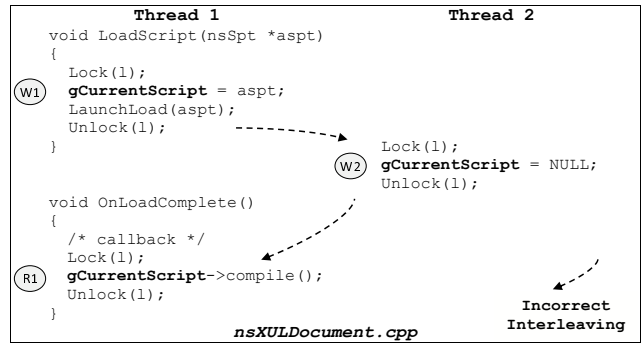 Thread 1
void LoadScript(nsSpt *aspt)
{
Lock(l);
W1
gCurrentScript = aspt;
LaunchLoad(aspt);
Unlock(l);
}
void OnLoadComplete()
{
/* callback */
Lock(l);
R1
gCurrentScript->compile();
Unlock(l);
}
Thread 2
Lock(l);
W2
gCurrentScript = NULL;
Unlock(l);
Incorrect
Interleaving
nsXULDocument.cpp